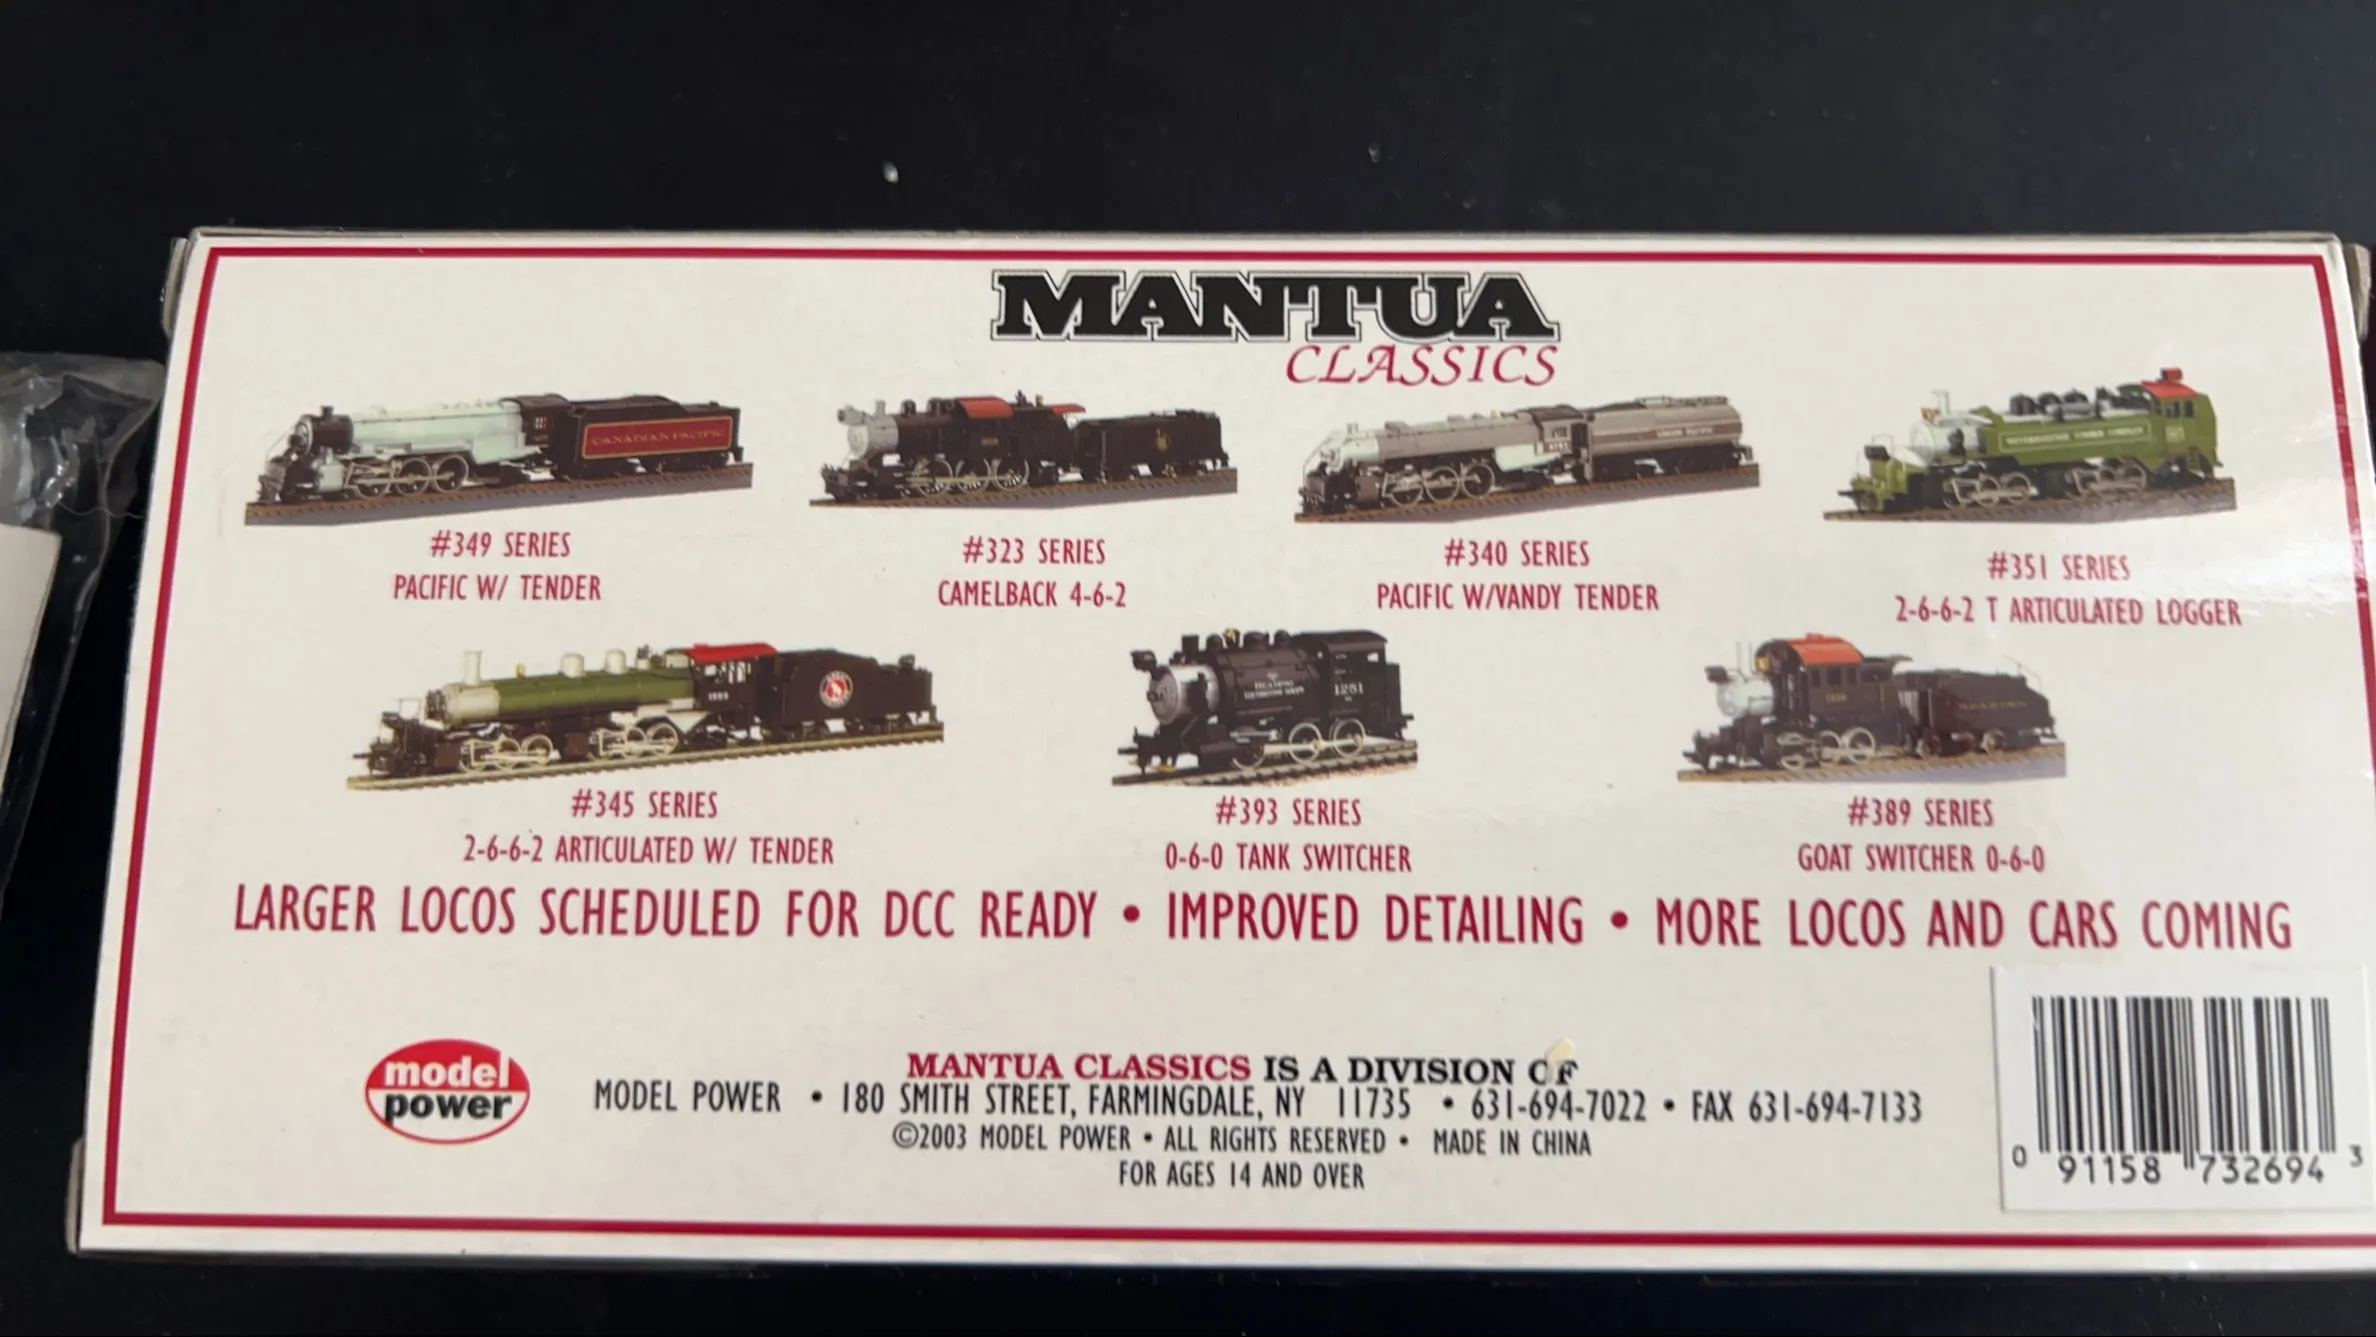 MANTUA
CLASSICS
CANADIAN PACIFIC
#349 SERIES
PACIFIC W/ TENDER
#323 SERIES
CAMELBACK 4-6-2
#340 SERIES
PACIFIC W/VANDY TENDER
#351 SERIES
2-6-6-2 T ARTICULATED LOGGER
#345 SERIES
2-6-6-2 ARTICULATED W/ TENDER
1251
#393 SERIES
0-6-0 TANK SWITCHER
READING
#389 SERIES
GOAT SWITCHER 0-6-0
LARGER LOCOS SCHEDULED FOR DCC READY • IMPROVED DETAILING • MORE LOCOS AND CARS COMING
model
power
MANTUA CLASSICS IS A DIVISION OF
MODEL POWER • 180 SMITH STREET, FARMINGDALE, NY 11735 • 631-694-7022 • FAX 631-694-7133
©2003 MODEL POWER • ALL RIGHTS RESERVED • MADE IN CHINA
FOR AGES 14 AND OVER
0 91158 732694 3